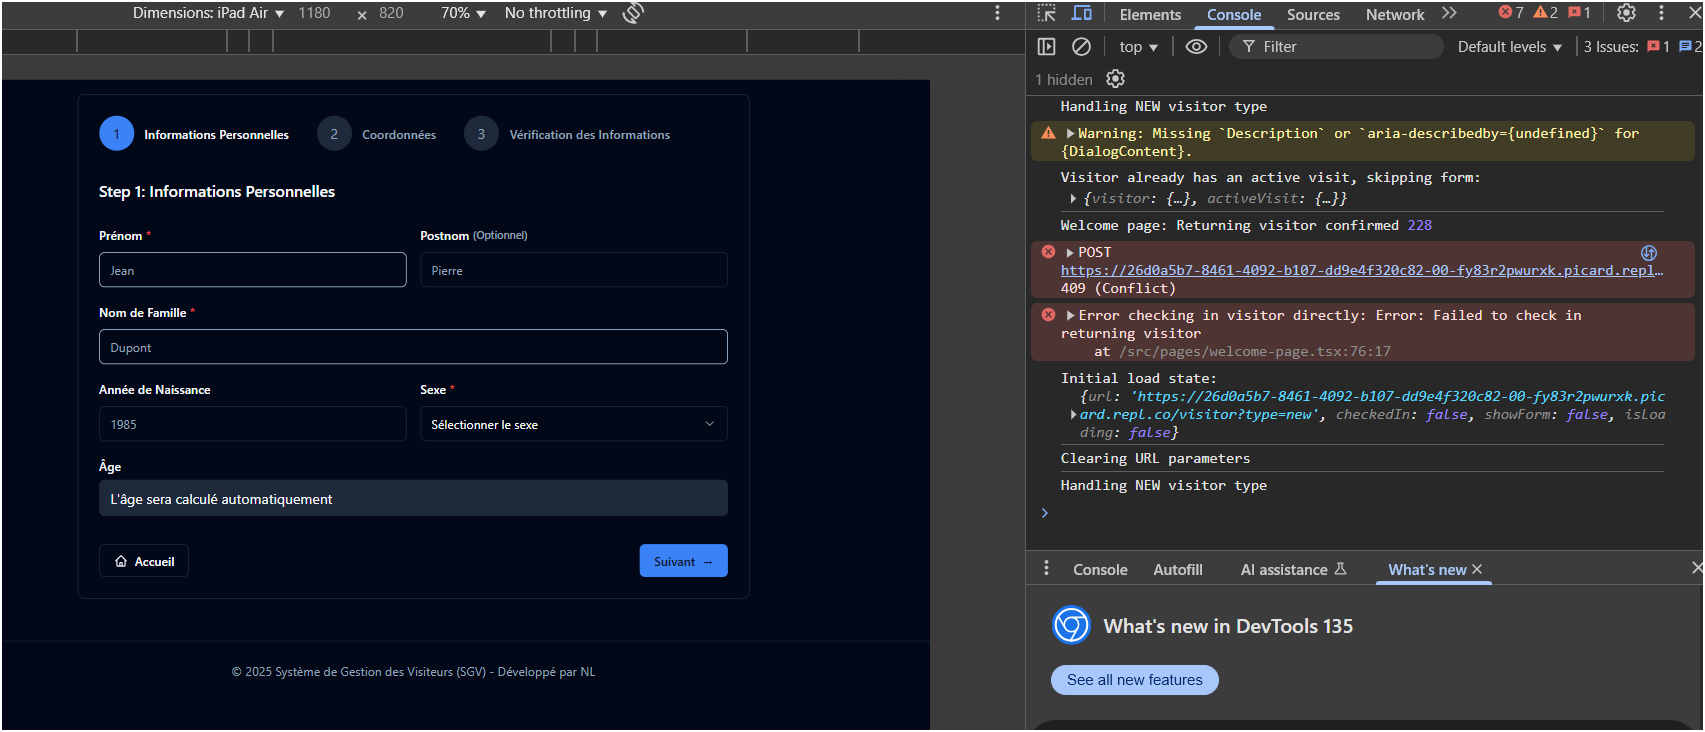 Dimensions: iPad Air ▼ 1180 × 820 70% ▼ No throttling ▼
1
Informations Personnelles
2
Coordonnées
3
Vérification des Informations
Step 1: Informations Personnelles
Prénom *
Postnom (Optionnel)
Jean
Pierre
Nom de Famille *
Dupont
Année de Naissance
Sexe *
1985
Sélectionner le sexe
Âge
L'âge sera calculé automatiquement
Accueil
Suivant →
© 2025 Système de Gestion des Visiteurs (SGV) - Développé par NL
Elements Console Sources Network 7 2 1
top ▼ Filter Default levels ▼ 3 Issues: 1 2
1 hidden
Handling NEW visitor type
Warning: Missing `Description` or `aria-describedby={undefined}` for
{DialogContent}.
Visitor already has an active visit, skipping form:
{visitor: {…}, activeVisit: {…}}
Welcome page: Returning visitor confirmed 228
POST
https://26d0a5b7-8461-4092-b107-dd9e4f320c82-00-fy83r2pwurxk.picard.repl…
409 (Conflict)
Error checking in visitor directly: Error: Failed to check in
returning visitor
at /src/pages/welcome-page.tsx:76:17
Initial load state:
{url: 'https://26d0a5b7-8461-4092-b107-dd9e4f320c82-00-fy83r2pwurxk.pic
ard.repl.co/visitor?type=new', checkedIn: false, showForm: false, isLoa
ding: false}
Clearing URL parameters
Handling NEW visitor type
Console Autofill AI assistance What's new
What's new in DevTools 135
See all new features